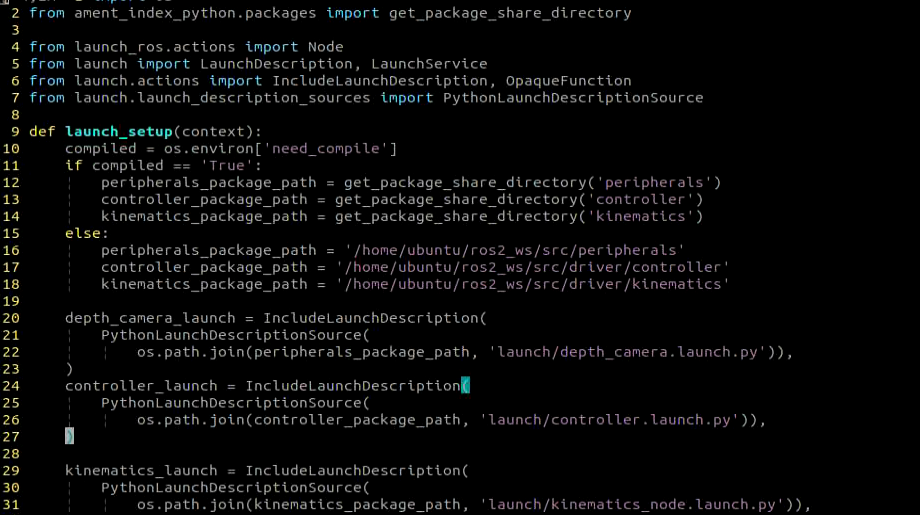 2 from ament_index_python.packages import get_package_share_directory
3
4 from launch_ros.actions import Node
5 from launch import LaunchDescription, LaunchService
6 from launch.actions import IncludeLaunchDescription, OpaqueFunction
7 from launch.launch_description_sources import PythonLaunchDescriptionSource
8
9 def launch_setup(context):
10     compiled = os.environ['need_compile']
11     if compiled == 'True':
12         peripherals_package_path = get_package_share_directory('peripherals')
13         controller_package_path = get_package_share_directory('controller')
14         kinematics_package_path = get_package_share_directory('kinematics')
15     else:
16         peripherals_package_path = '/home/ubuntu/ros2_ws/src/peripherals'
17         controller_package_path = '/home/ubuntu/ros2_ws/src/driver/controller'
18         kinematics_package_path = '/home/ubuntu/ros2_ws/src/driver/kinematics'
19
20     depth_camera_launch = IncludeLaunchDescription(
21         PythonLaunchDescriptionSource(
22             os.path.join(peripherals_package_path, 'launch/depth_camera.launch.py')),
23     )
24     controller_launch = IncludeLaunchDescription(
25         PythonLaunchDescriptionSource(
26             os.path.join(controller_package_path, 'launch/controller.launch.py')),
27     )
28
29     kinematics_launch = IncludeLaunchDescription(
30         PythonLaunchDescriptionSource(
31             os.path.join(kinematics_package_path, 'launch/kinematics_node.launch.py')),